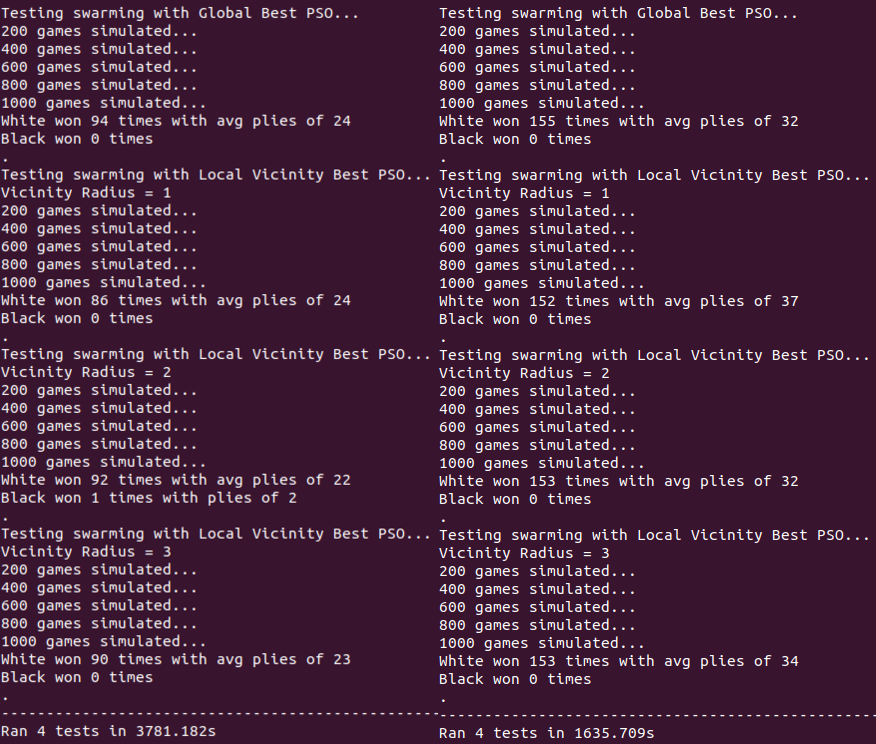 Testing swarming with Global Best PSO...
200 games simulated...
400 games simulated...
600 games simulated...
800 games simulated...
1000 games simulated...
White won 94 times with avg plies of 24
Black won 0 times
.
Testing swarming with Local Vicinity Best PSO...
Vicinity Radius = 1
200 games simulated...
400 games simulated...
600 games simulated...
800 games simulated...
1000 games simulated...
White won 86 times with avg plies of 24
Black won 0 times
.
Testing swarming with Local Vicinity Best PSO...
Vicinity Radius = 2
200 games simulated...
400 games simulated...
600 games simulated...
800 games simulated...
1000 games simulated...
White won 92 times with avg plies of 22
Black won 1 times with plies of 2
.
Testing swarming with Local Vicinity Best PSO...
Vicinity Radius = 3
200 games simulated...
400 games simulated...
600 games simulated...
800 games simulated...
1000 games simulated...
White won 90 times with avg plies of 23
Black won 0 times
.
-------------------------------------------------
Ran 4 tests in 3781.182s
Testing swarming with Global Best PSO...
200 games simulated...
400 games simulated...
600 games simulated...
800 games simulated...
1000 games simulated...
White won 155 times with avg plies of 32
Black won 0 times
.
Testing swarming with Local Vicinity Best PSO...
Vicinity Radius = 1
200 games simulated...
400 games simulated...
600 games simulated...
800 games simulated...
1000 games simulated...
White won 152 times with avg plies of 37
Black won 0 times
.
Testing swarming with Local Vicinity Best PSO...
Vicinity Radius = 2
200 games simulated...
400 games simulated...
600 games simulated...
800 games simulated...
1000 games simulated...
White won 153 times with avg plies of 32
Black won 0 times
.
Testing swarming with Local Vicinity Best PSO...
Vicinity Radius = 3
200 games simulated...
400 games simulated...
600 games simulated...
800 games simulated...
1000 games simulated...
White won 153 times with avg plies of 34
Black won 0 times
.
-------------------------------------------------
Ran 4 tests in 1635.709s